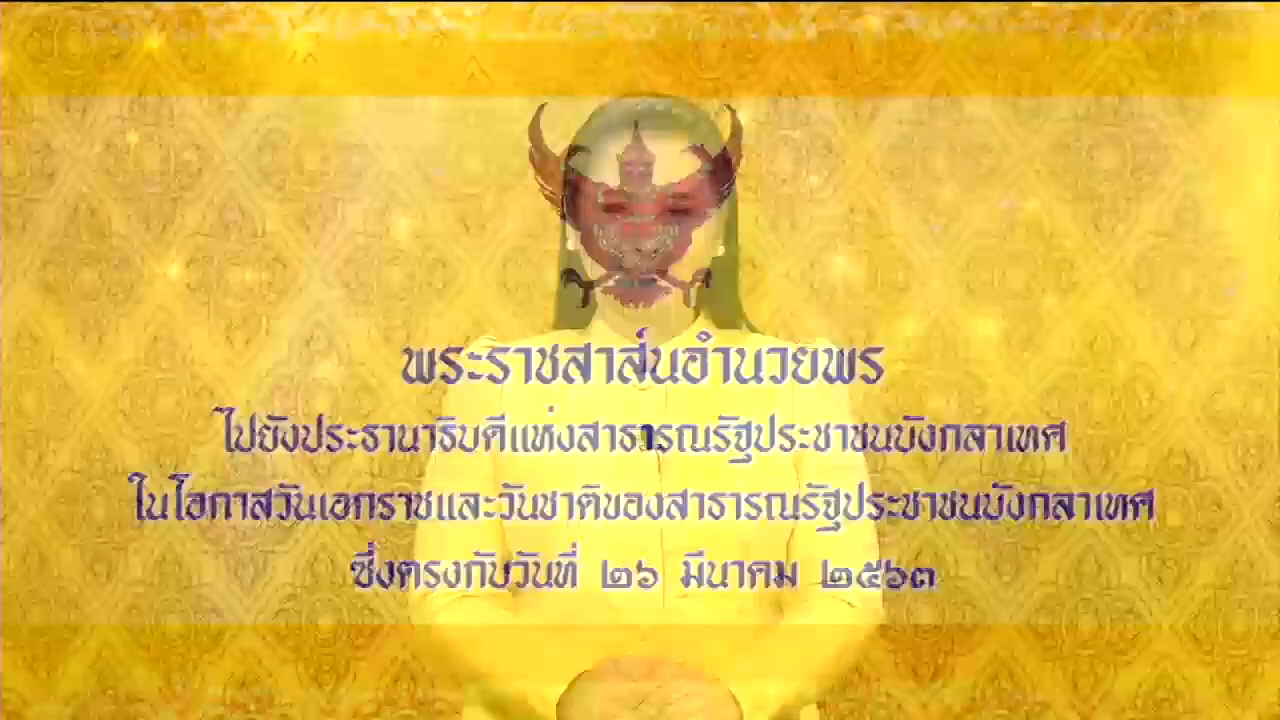 พระราชสาส์นอำนวยพร
ไปยังประธานาธิบดีแห่งสาธารณรัฐประชาชนบังกลาเทศ
ในโอกาสวันเอกราชและวันชาติของสาธารณรัฐประชาชนบังกลาเทศ
ซึ่งตรงกับวันที่ ๒๖ มีนาคม ๒๕๖๓